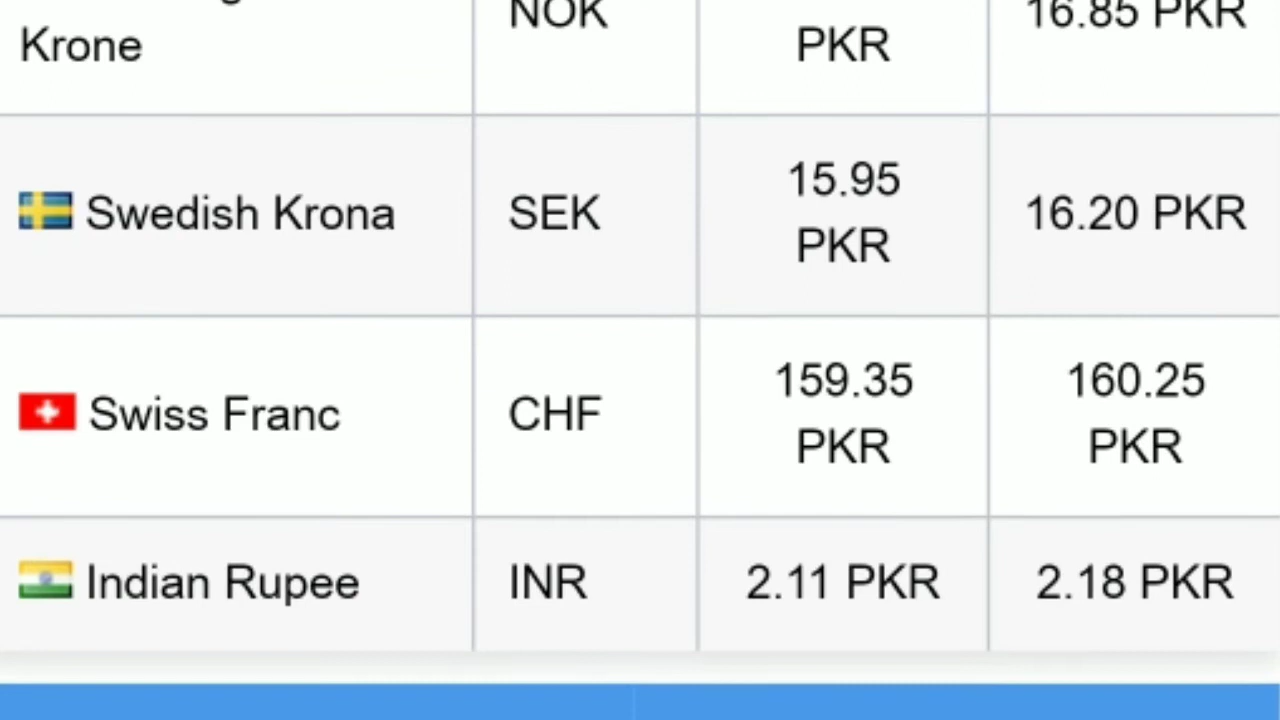 NOK
16.85 PKR
Krone
PKR
Swedish Krona
SEK
15.95
PKR
16.20 PKR
Swiss Franc
CHF
159.35
PKR
160.25
PKR
Indian Rupee
INR
2.11 PKR
2.18 PKR